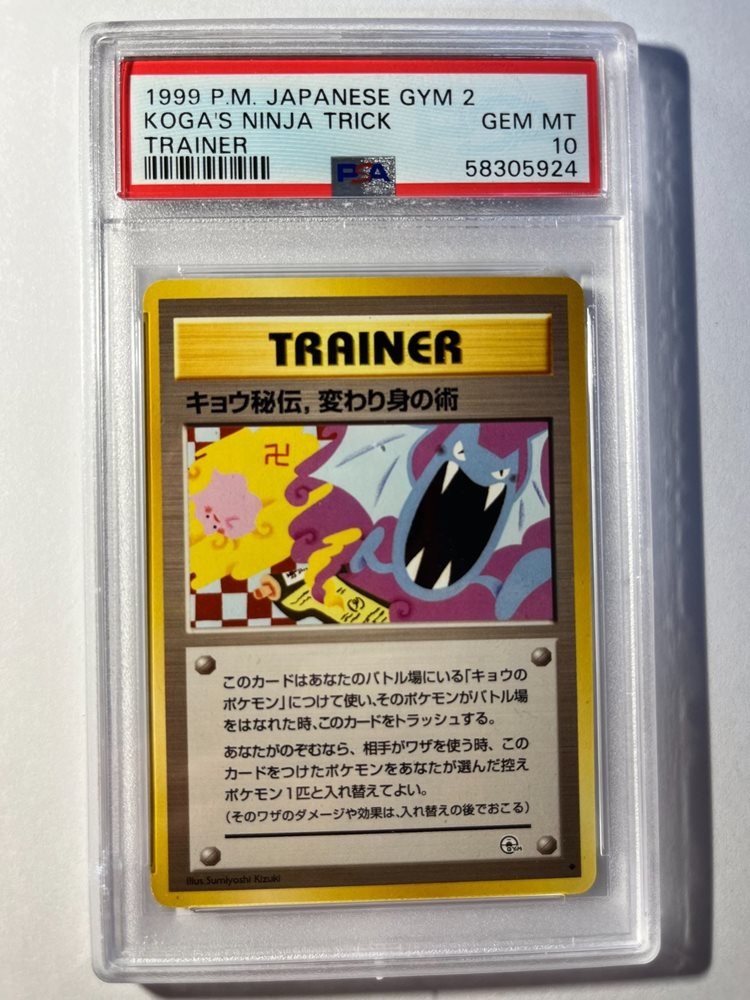 1999 P.M. JAPANESE GYM 2
KOGA'S NINJA TRICK GEM MT
TRAINER 10
PSA 58305924
TRAINER
キョウ秘伝，変わり身の術
卍
このカードはあなたのバトル場にいる「キョウの
ポケモン」につけて使い、そのポケモンがバトル場
をはなれた時、このカードをトラッシュする。
あなたがのぞむなら、相手がワザを使う時、この
カードをつけたポケモンをあなたが選んだ控え
ポケモン1匹と入れ替えてよい。
（そのワザのダメージや効果は、入れ替えの後でおこる）
GYM
Illus. Sumiyoshi Kizuki